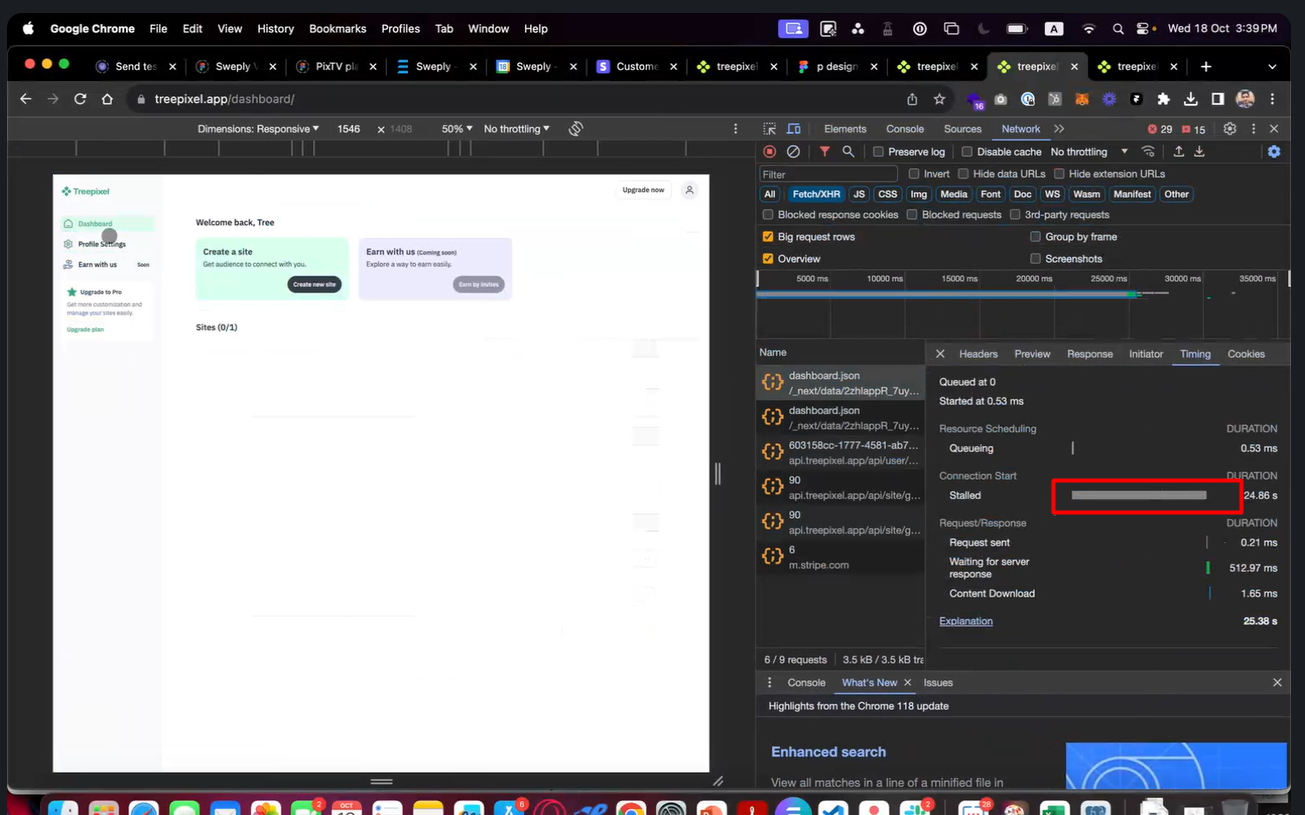 Google Chrome File Edit View History Bookmarks Profiles Tab Window Help A Wed 18 Oct 3:39 PM
Send tes Sweply V PixTV pla Sweply - Sweply - S Custome treepixel p design treepixel treepixel treepixel
treepixel.app/dashboard/ 16
Dimensions: Responsive 1546 × 1408 50% No throttling
Elements Console Sources Network 29 15
Preserve log Disable cache No throttling
Filter Invert Hide data URLs Hide extension URLs
All Fetch/XHR JS CSS Img Media Font Doc WS Wasm Manifest Other
Blocked response cookies Blocked requests 3rd-party requests
Big request rows Group by frame
Overview Screenshots
5000 ms 10000 ms 15000 ms 20000 ms 25000 ms 30000 ms 35000 ms
Treepixel
Upgrade now
Dashboard
Profile Settings
Earn with us Soon
Upgrade to Pro
Get more customization and
manage your sites easily.
Upgrade plan
Welcome back, Tree
Create a site
Get audience to connect with you.
Create new site
Earn with us (Coming soon)
Explore a way to earn easily.
Earn by invites
Sites (0/1)
Name
dashboard.json
/_next/data/2zhIappR_7uy...
dashboard.json
/_next/data/2zhIappR_7uy...
603158cc-1777-4581-ab7...
api.treepixel.app/api/user/...
90
api.treepixel.app/api/site/g...
90
api.treepixel.app/api/site/g...
6
m.stripe.com
6 / 9 requests 3.5 kB / 3.5 kB tra
Headers Preview Response Initiator Timing Cookies
Queued at 0
Started at 0.53 ms
Resource Scheduling DURATION
Queueing 0.53 ms
Connection Start DURATION
Stalled 24.86 s
Request/Response DURATION
Request sent 0.21 ms
Waiting for server
response 512.97 ms
Content Download 1.65 ms
Explanation 25.38 s
Console What's New Issues
Highlights from the Chrome 118 update
Enhanced search
View all matches in a line of a minified file in
2 OCT 6 2 28